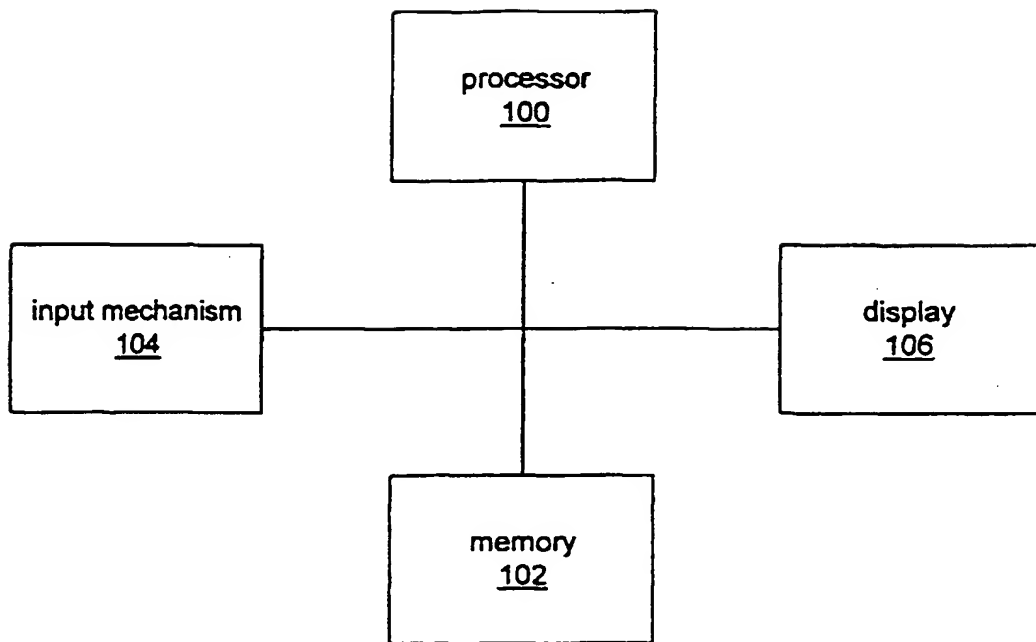 processor
100
input mechanism
104
display
106
memory
102